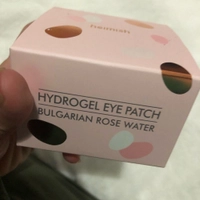 HYDROGEL EYE PATCH
BULGARIAN ROSE WATER